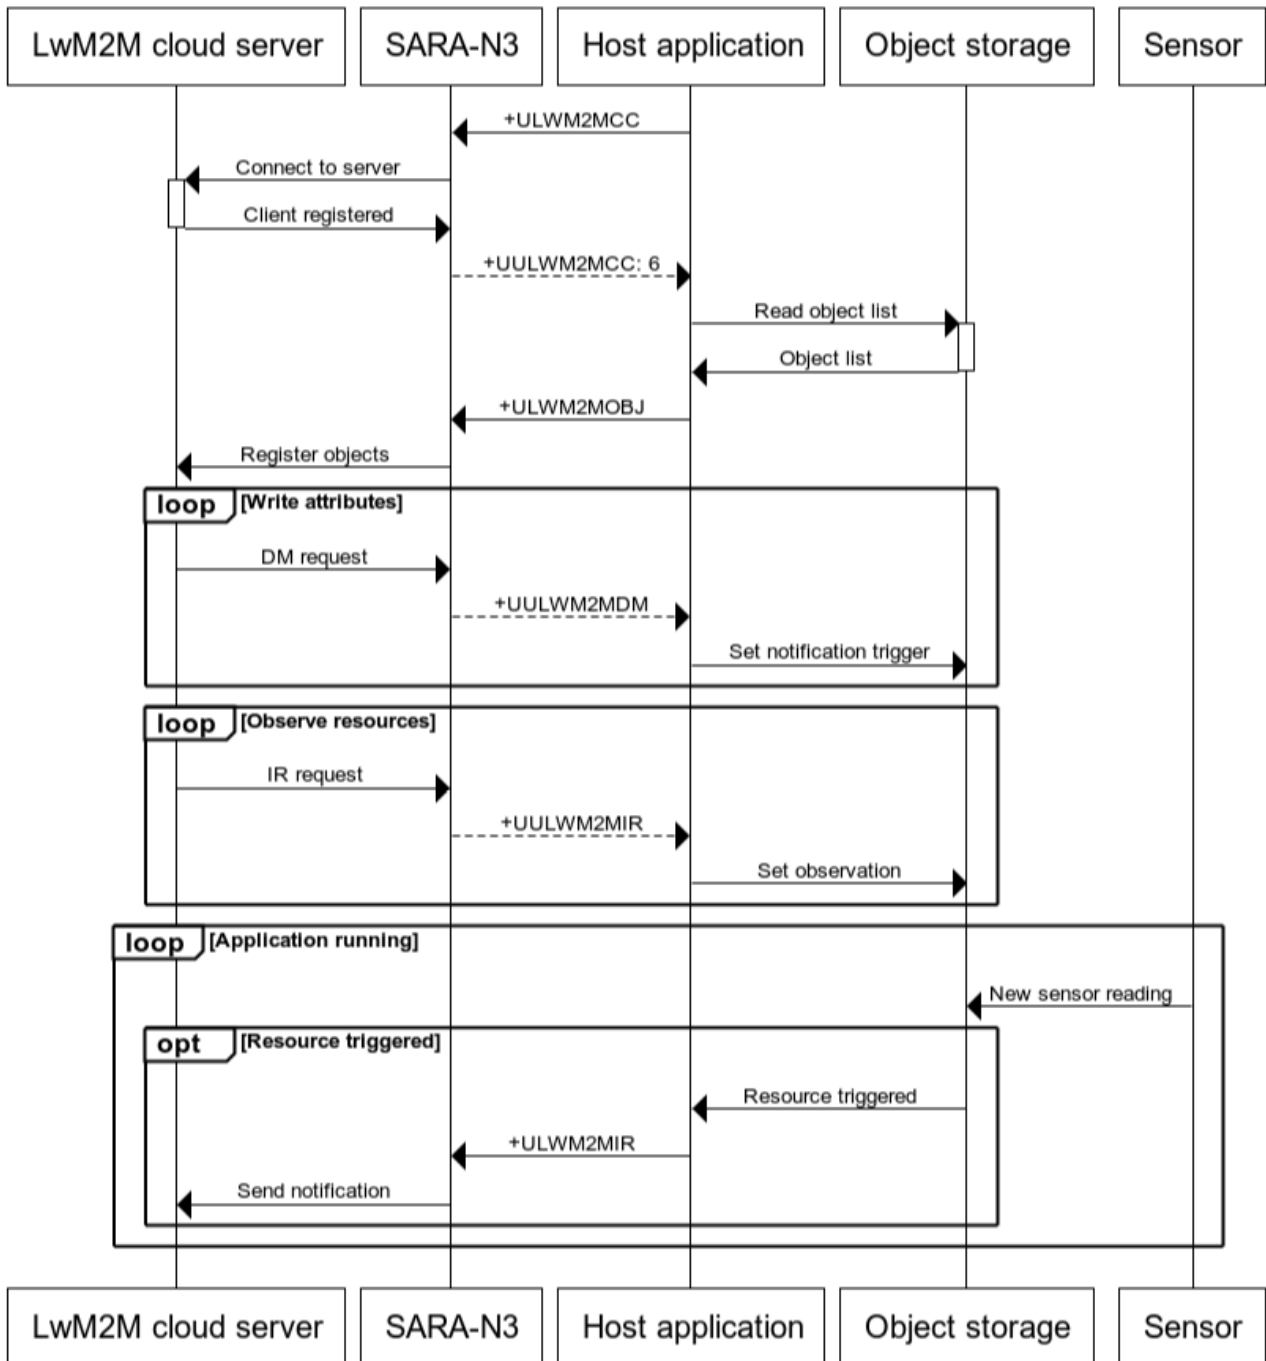 LwM2M cloud server
SARA-N3
Host application
Object storage
Sensor
+ULWM2MCC
Connect to server
Client registered
+UULWM2MCC: 6
Read object list
Object list
+ULWM2MOBJ
Register objects
loop [Write attributes]
DM request
+UULWM2MDM
Set notification trigger
loop [Observe resources]
IR request
+UULWM2MIR
Set observation
loop [Application running]
New sensor reading
opt [Resource triggered]
Resource triggered
+ULWM2MIR
Send notification
LwM2M cloud server
SARA-N3
Host application
Object storage
Sensor